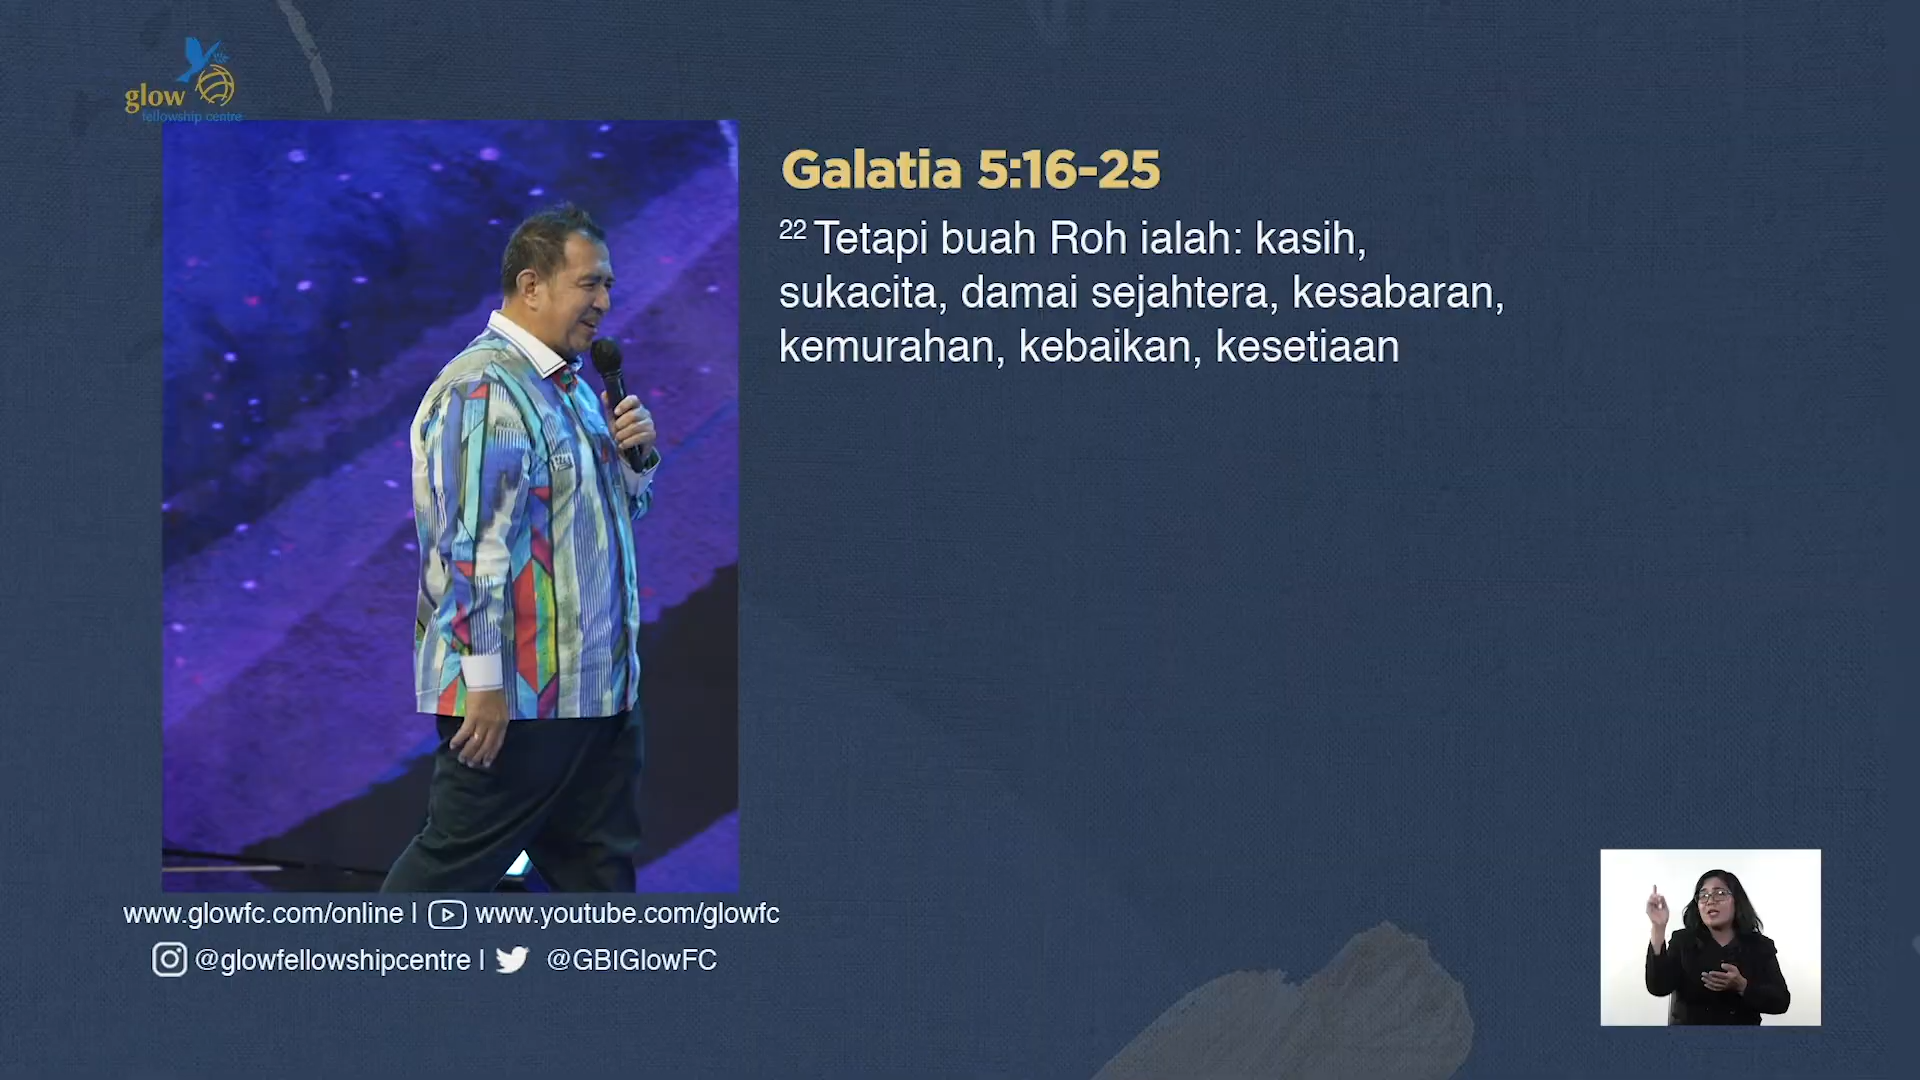 glow
fellowship centre
Galatia 5:16-25
22 Tetapi buah Roh ialah: kasih,
sukacita, damai sejahtera, kesabaran,
kemurahan, kebaikan, kesetiaan
www.glowfc.com/online | www.youtube.com/glowfc
@glowfellowshipcentre | @GBIGlowFC